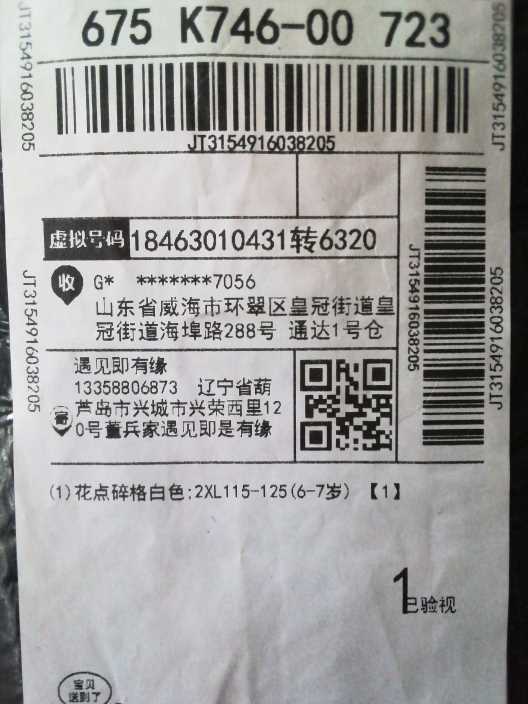 675 K746-00 723
JT3154916038205
JT3154916038205
JT3154916038205
虚拟号码 18463010431转6320
JT3154916038205
收 G* *******7056
山东省威海市环翠区皇冠街道皇
冠街道海埠路288号 通达1号仓
JT3154916038205
JT3154916038205
遇见即有缘
13358806873 辽宁省葫
寄 芦岛市兴城市兴荣西里12
0号董兵家遇见即是有缘
(1)花点碎格白色;2XL115-125(6-7岁) 【1】
1
已验视
宝贝
送到了